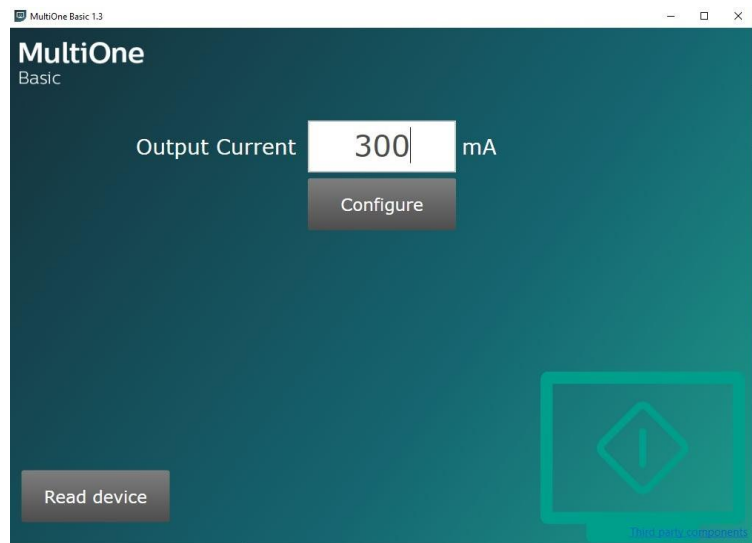 MultiOne Basic 1.3
MultiOne
Basic
Output Current 300 mA
Configure
Read device
Third party components